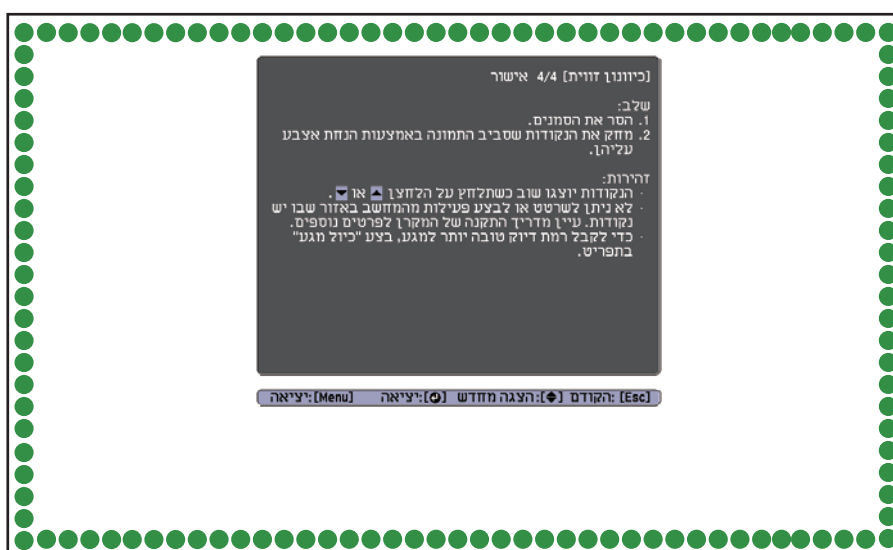 [כיוונון זווית] 4/4 אישור
שלב:
1. הסר את הסמנים.
2. מחק את הנקודות שסביב התמונה באמצעות הנחת אצבע
עליהן.
זהירות:
· הנקודות יוצגו שוב כשתלחץ על הלחצן ▲ או ▼.
· לא ניתן לשרטט או לבצע פעילות מהמחשב באזור שבו יש
נקודות. עיין מדריך התקנה של המקרן לפרטים נוספים.
· כדי לקבל רמת דיוק טובה יותר למגע, בצע "כיול מגע"
בתפריט.
[Esc] :הקודם [◆]:הצגה מחדש [↵]:יציאה [Menu]:יציאה